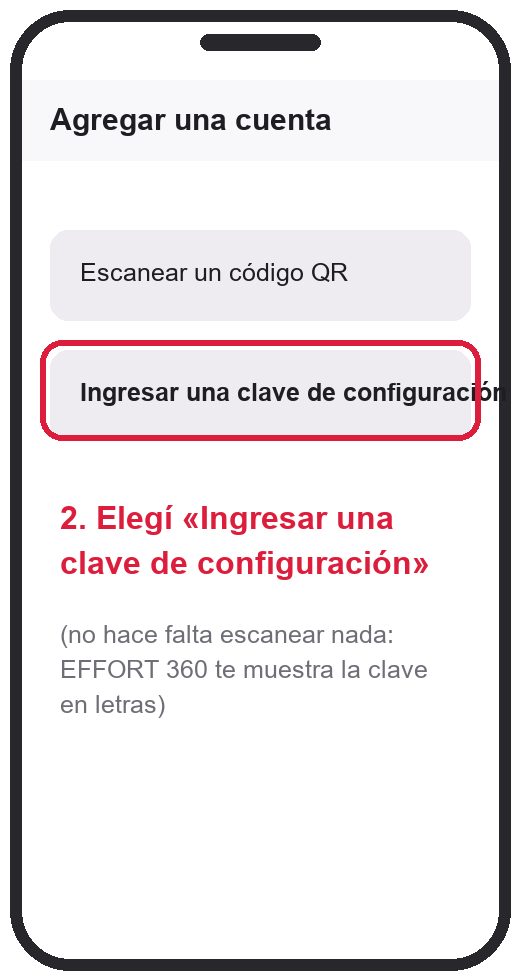 Agregar una cuenta
Escanear un código QR
Ingresar una clave de configuración
2. Elegí «Ingresar una
clave de configuración»
(no hace falta escanear nada:
EFFORT 360 te muestra la clave
en letras)